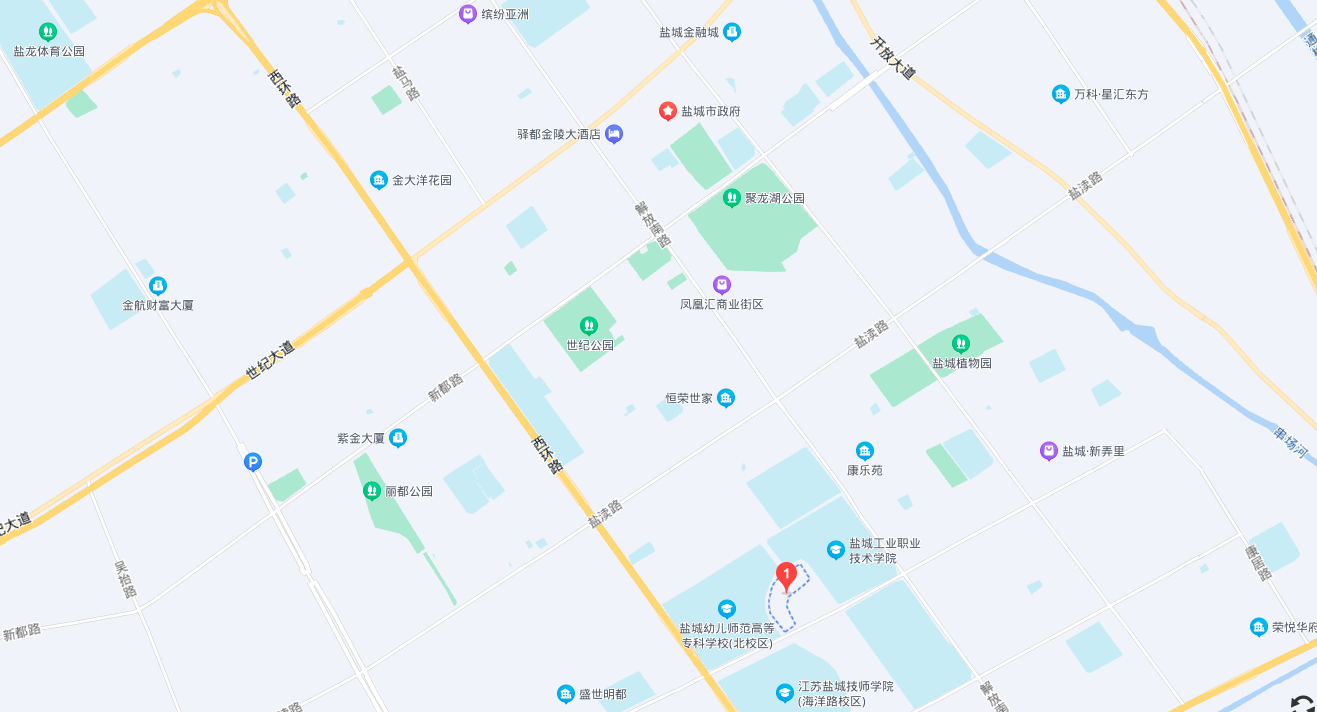 缤纷亚洲
盐城金融城
盐龙体育公园
开放大道
西环路
盐马路
万科·星汇东方
盐城市政府
驿都金陵大酒店
金大洋花园
盐渎路
聚龙湖公园
解放南路
金航财富大厦
凤凰汇商业街区
世纪公园
盐渎路
盐城植物园
世纪大道
新都路
恒荣世家
紫金大厦
P
西环路
康乐苑
盐城·新弄里
串场河
丽都公园
盐渎路
大道
盐城工业职业
技术学院
1
吴抬路
康居路
盐城幼儿师范高等
专科学校(北校区)
新都路
荣悦华府
盛世明都
江苏盐城技师学院
(海洋路校区)
解放南
渎路